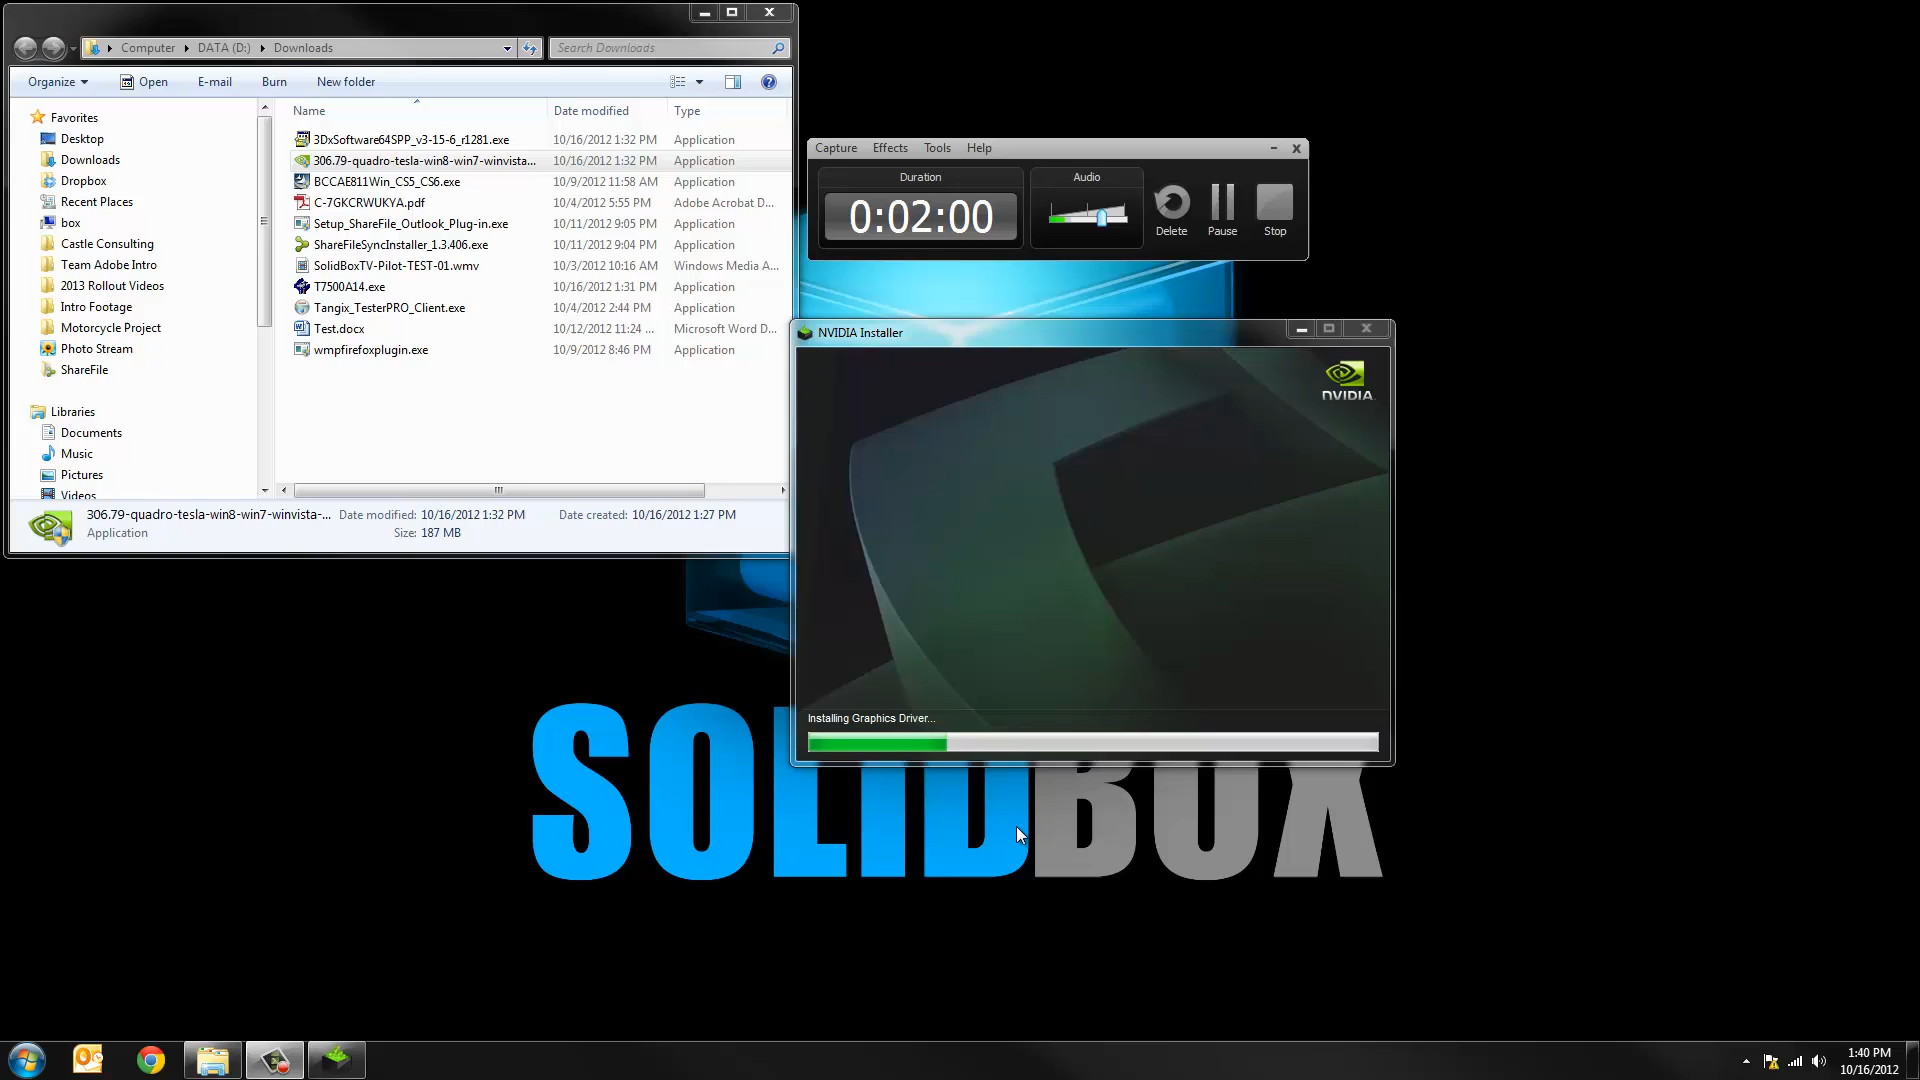 Computer DATA (D:) Downloads
Search Downloads
Organize Open E-mail Burn New folder
Name Date modified Type
Favorites
Desktop
Downloads
Dropbox
Recent Places
box
Castle Consulting
Team Adobe Intro
2013 Rollout Videos
Intro Footage
Motorcycle Project
Photo Stream
ShareFile
Libraries
Documents
Music
Pictures
Videos
3DxSoftware64SPP_v3-15-6_r1281.exe 10/16/2012 1:32 PM Application
306.79-quadro-tesla-win8-win7-winvista... 10/16/2012 1:32 PM Application
BCCAE811Win_CS5_CS6.exe 10/9/2012 11:58 AM Application
C-7GKCRWUKYA.pdf 10/4/2012 5:55 PM Adobe Acrobat D...
Setup_ShareFile_Outlook_Plug-in.exe 10/11/2012 9:05 PM Application
ShareFileSyncInstaller_1.3.406.exe 10/11/2012 9:04 PM Application
SolidBoxTV-Pilot-TEST-01.wmv 10/3/2012 10:16 AM Windows Media A...
T7500A14.exe 10/16/2012 1:31 PM Application
Tangix_TesterPRO_Client.exe 10/4/2012 2:44 PM Application
Test.docx 10/12/2012 11:24 ... Microsoft Word D...
wmpfirefoxplugin.exe 10/9/2012 8:46 PM Application
306.79-quadro-tesla-win8-win7-winvista-... Date modified: 10/16/2012 1:32 PM Date created: 10/16/2012 1:27 PM
Application Size: 187 MB
Capture Effects Tools Help
Duration
0:02:00
Audio
Delete Pause Stop
NVIDIA Installer
NVIDIA.
Installing Graphics Driver...
SOLIDBOX
1:40 PM
10/16/2012